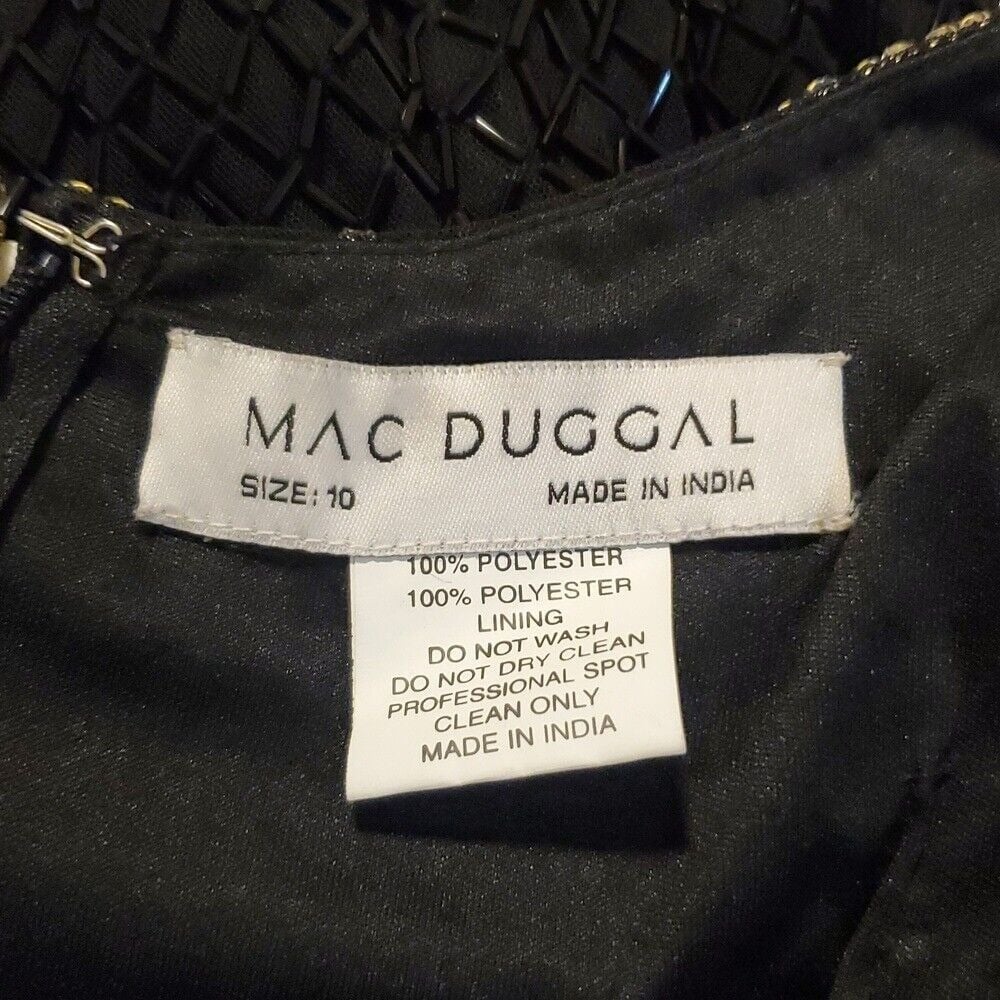 MAC DUGGAL
SIZE: 10 MADE IN INDIA
100% POLYESTER
100% POLYESTER
LINING
DO NOT WASH
DO NOT DRY CLEAN
PROFESSIONAL SPOT
CLEAN ONLY
MADE IN INDIA